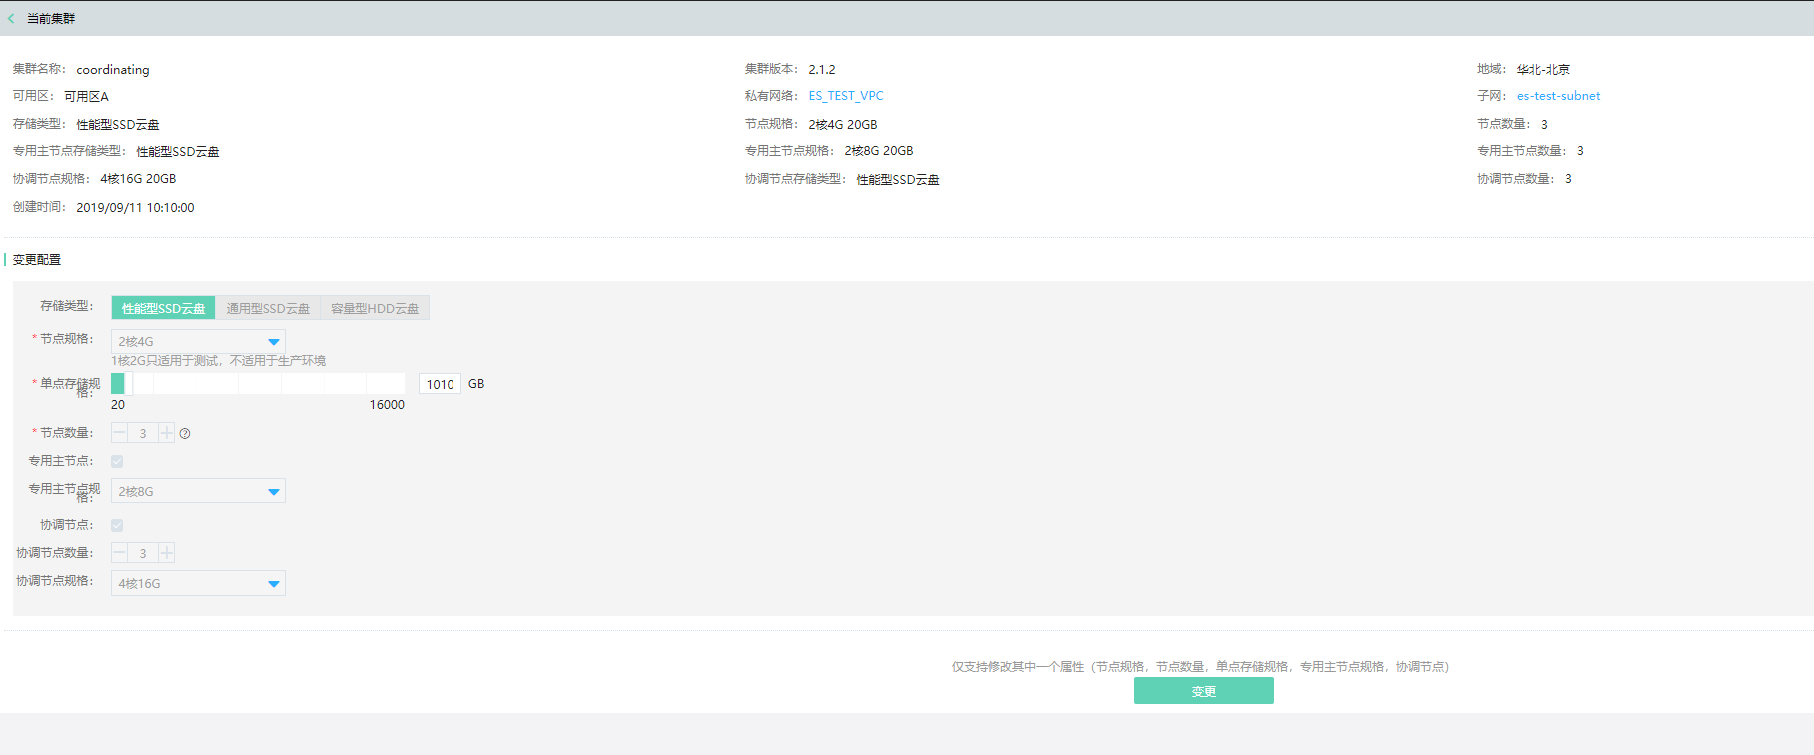 当前集群
集群名称： coordinating 集群版本： 2.1.2 地域： 华北-北京
可用区： 可用区A 私有网络： ES_TEST_VPC 子网： es-test-subnet
存储类型： 性能型SSD云盘 节点规格： 2核4G 20GB 节点数量： 3
专用主节点存储类型： 性能型SSD云盘 专用主节点规格： 2核8G 20GB 专用主节点数量： 3
协调节点规格： 4核16G 20GB 协调节点存储类型： 性能型SSD云盘 协调节点数量： 3
创建时间： 2019/09/11 10:10:00
变更配置
存储类型： 性能型SSD云盘 通用型SSD云盘 容量型HDD云盘
* 节点规格： 2核4G
1核2G只适用于测试，不适用于生产环境
* 单点存储规格： 1010 GB
20 16000
* 节点数量： 3
专用主节点：
专用主节点规格： 2核8G
协调节点：
协调节点数量： 3
协调节点规格： 4核16G
仅支持修改其中一个属性（节点规格，节点数量，单点存储规格，专用主节点规格，协调节点）
变更